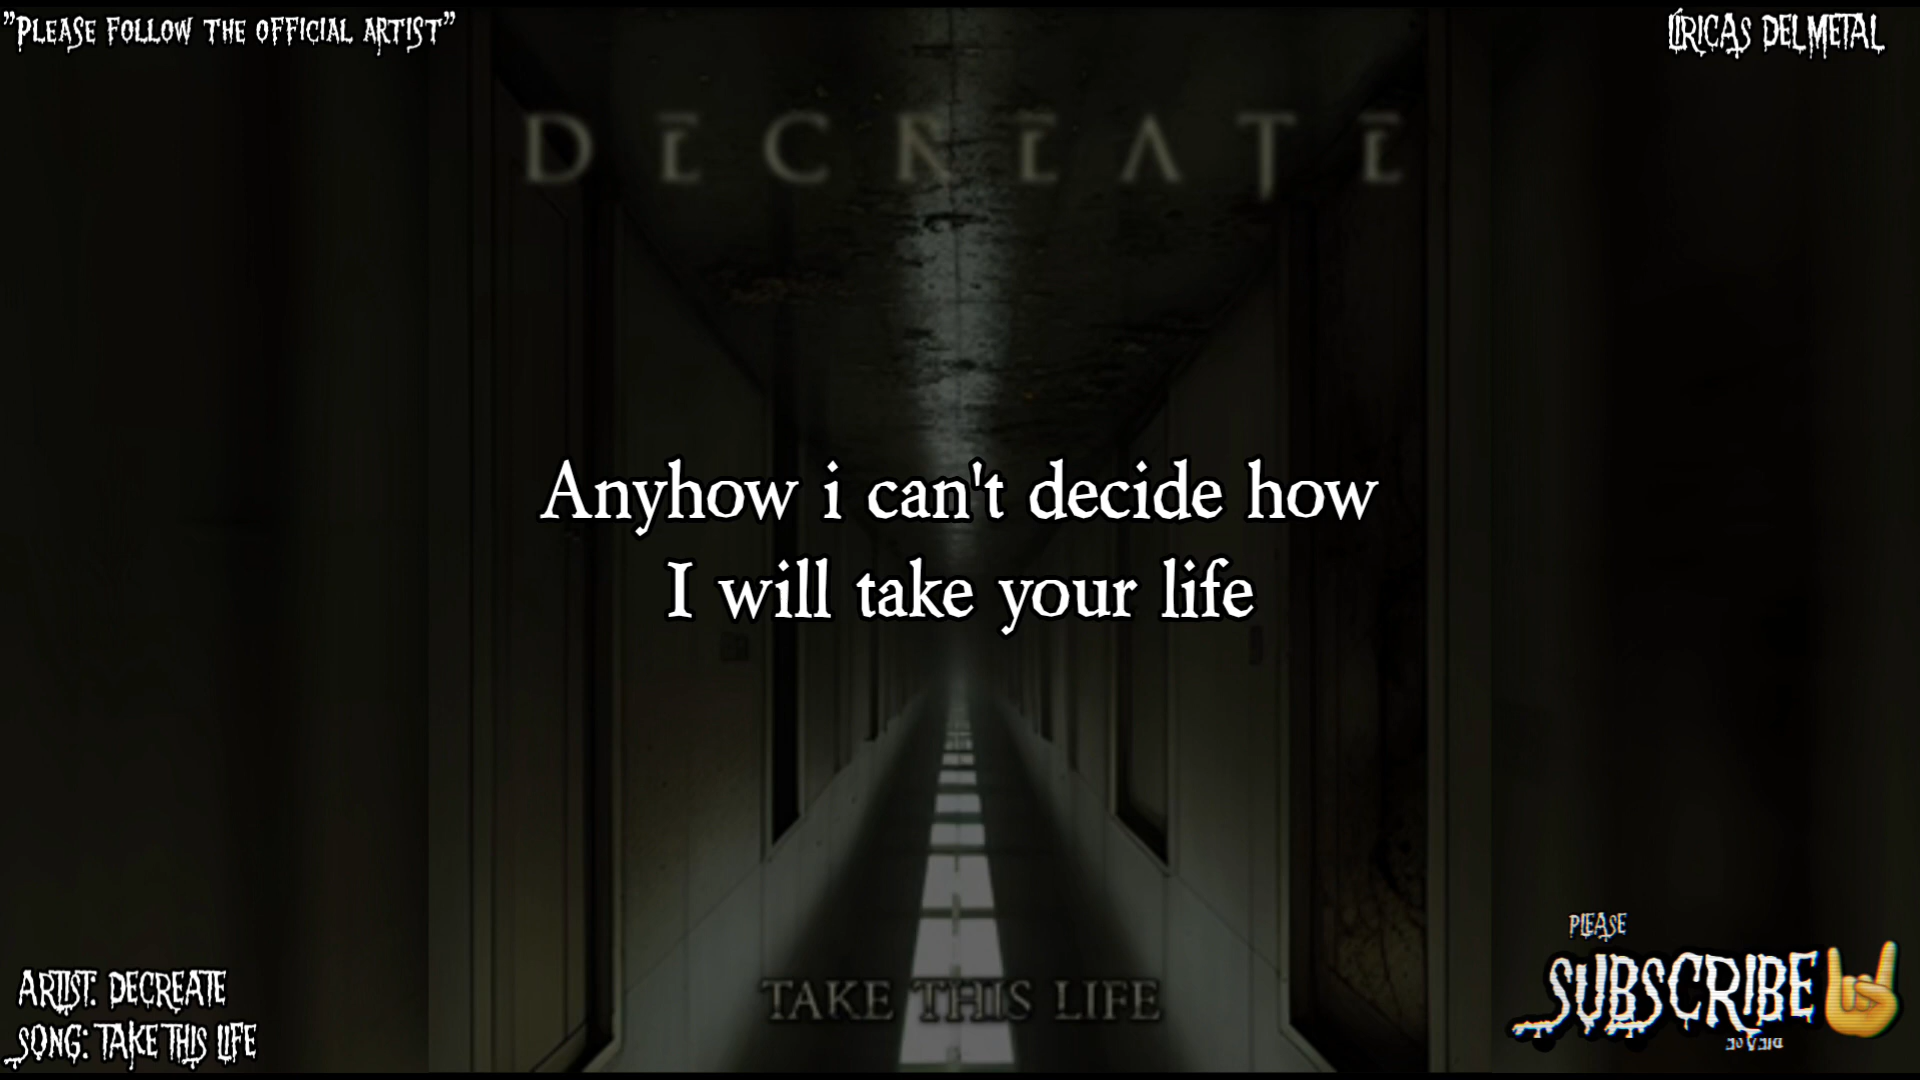 "PLEASE FOLLOW THE OFFICIAL ARTIST"
LÍRICAS DEL METAL
DECREATE
Anyhow i can't decide how
I will take your life
TAKE THIS LIFE
ARTIST: DECREATE
SONG: TAKE THIS LIFE
PLEASE
SUBSCRIBE